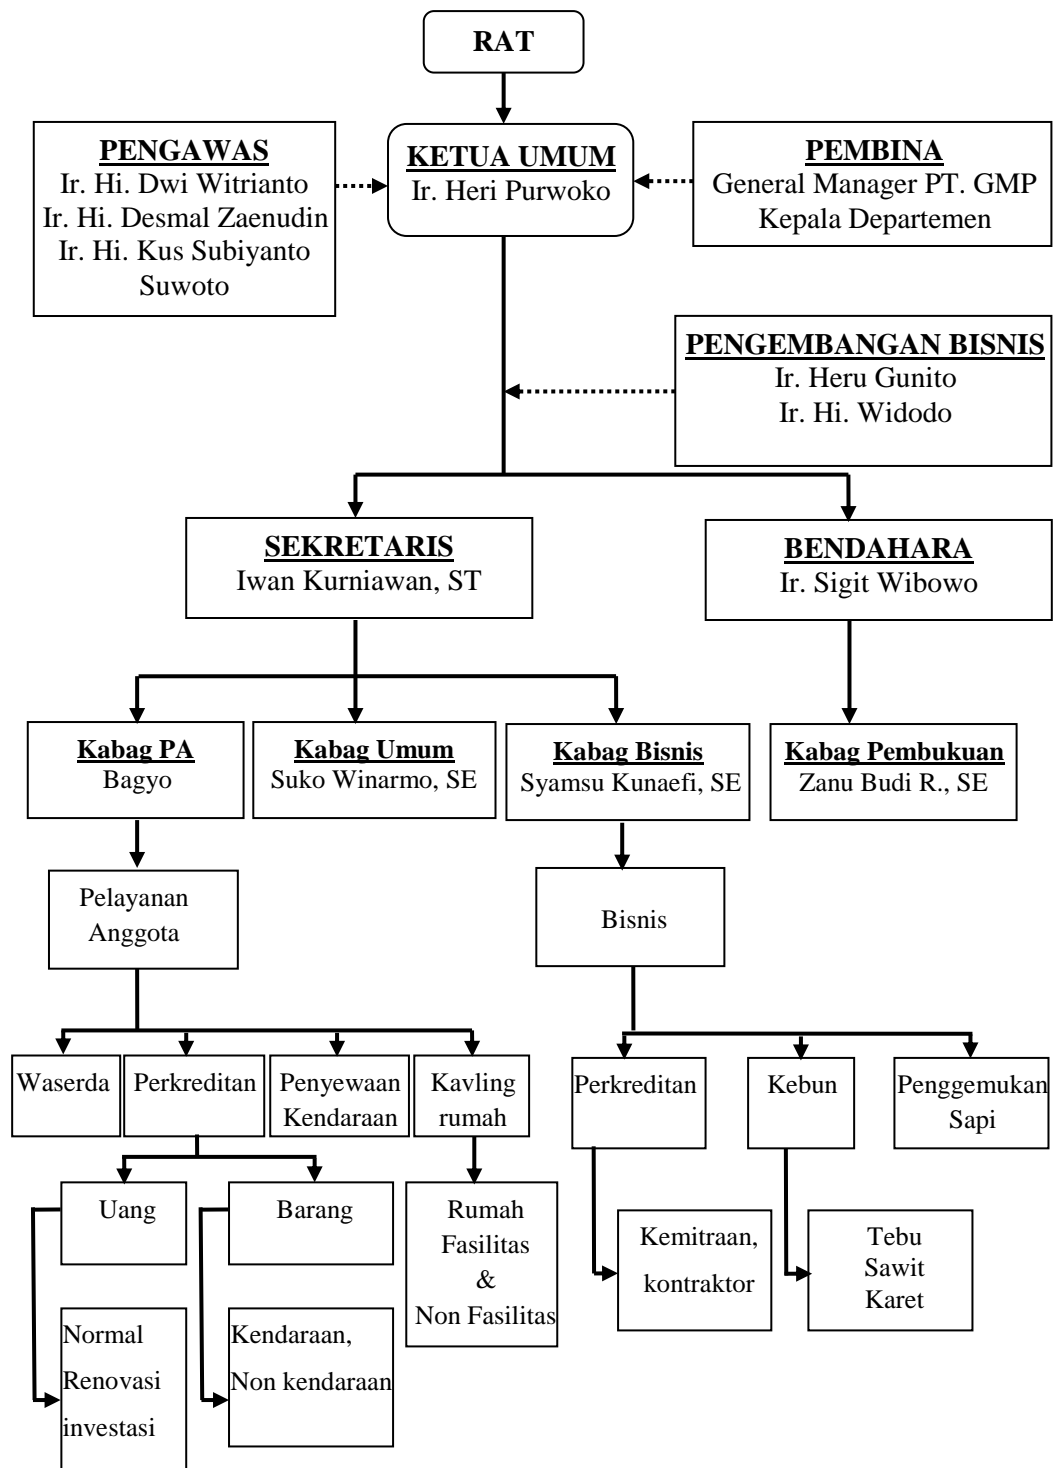 RAT
PENGAWAS
Ir. Hi. Dwi Witrianto
Ir. Hi. Desmal Zaenudin
Ir. Hi. Kus Subiyanto
Suwoto
KETUA UMUM
Ir. Heri Purwoko
PEMBINA
General Manager PT. GMP
Kepala Departemen
PENGEMBANGAN BISNIS
Ir. Heru Gunito
Ir. Hi. Widodo
SEKRETARIS
Iwan Kurniawan, ST
BENDAHARA
Ir. Sigit Wibowo
Kabag PA
Bagyo
Kabag Umum
Suko Winarmo, SE
Kabag Bisnis
Syamsu Kunaefi, SE
Kabag Pembukuan
Zanu Budi R., SE
Pelayanan
Anggota
Bisnis
Waserda
Perkreditan
Penyewaan
Kendaraan
Kavling
rumah
Perkreditan
Kebun
Penggemukan
Sapi
Uang
Barang
Rumah
Fasilitas
&
Non Fasilitas
Kemitraan,
kontraktor
Tebu
Sawit
Karet
Normal
Renovasi
investasi
Kendaraan,
Non kendaraan